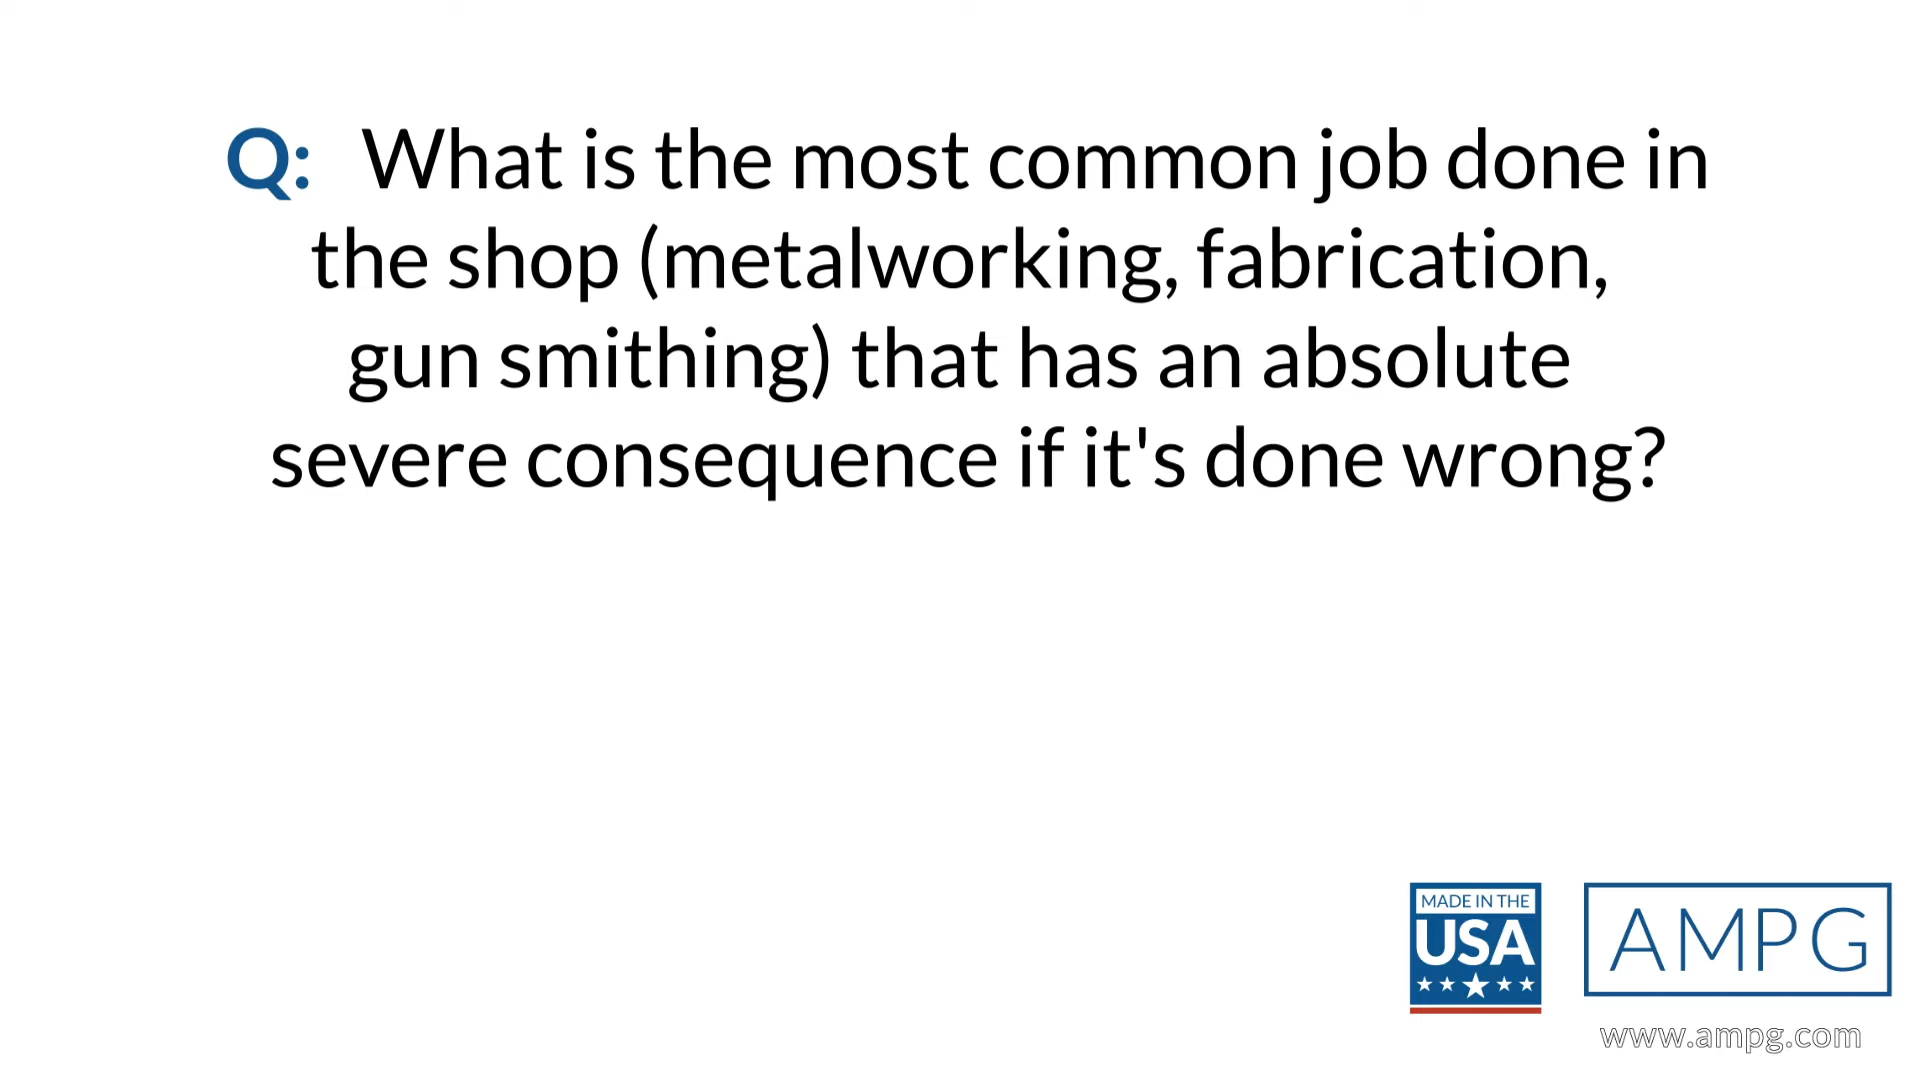 Q: What is the most common job done in
the shop (metalworking, fabrication,
gun smithing) that has an absolute
severe consequence if it's done wrong?
MADE IN THE
USA
AMPG
www.ampg.com